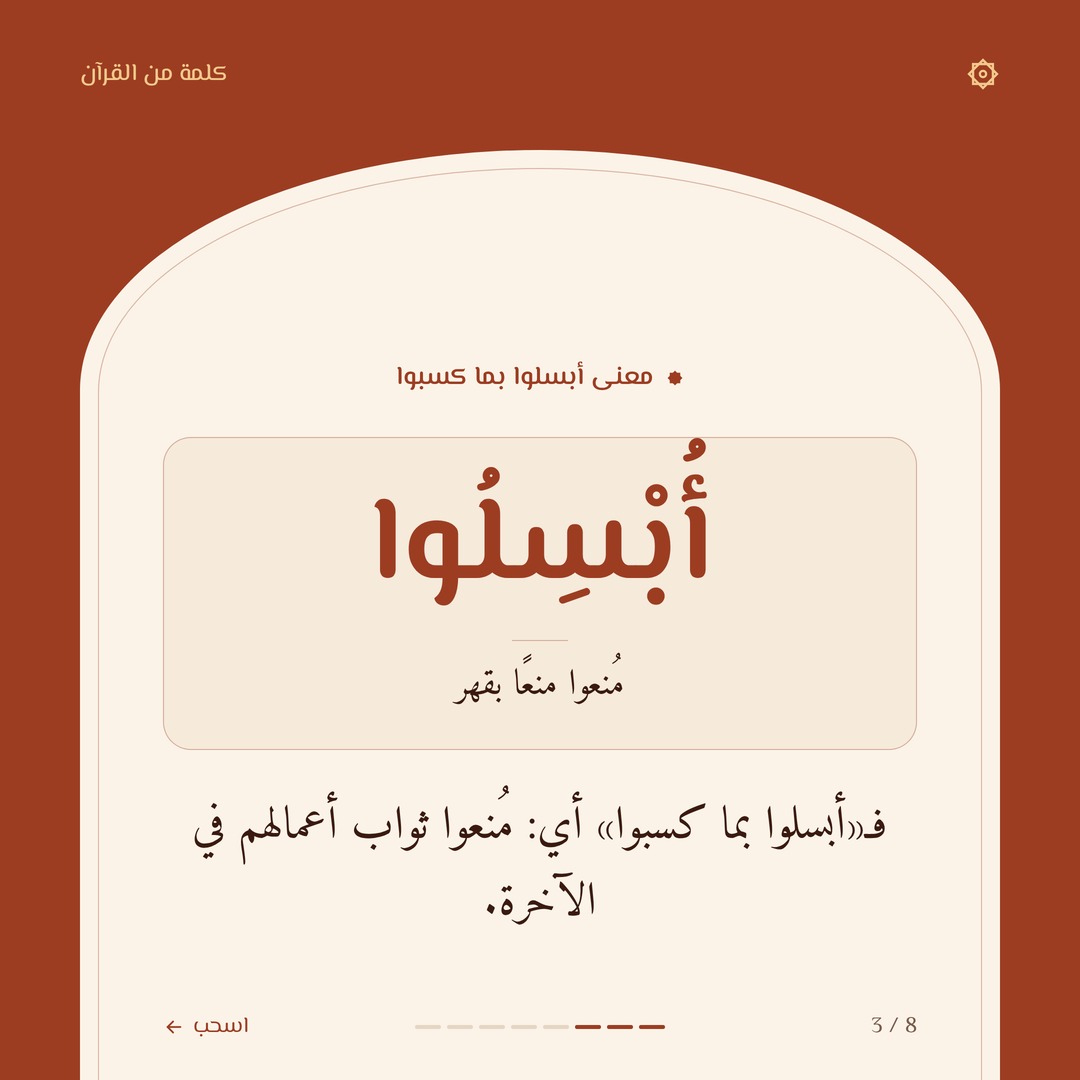 كلمة من القرآن
معنى أبسلوا بما كسبوا
أُبْسِلُوا
مُنعوا منعًا بقهر
فـ«أبسلوا بما كسبوا» أي: مُنعوا ثواب أعمالهم في
الآخرة.
3 / 8
اسحب ←